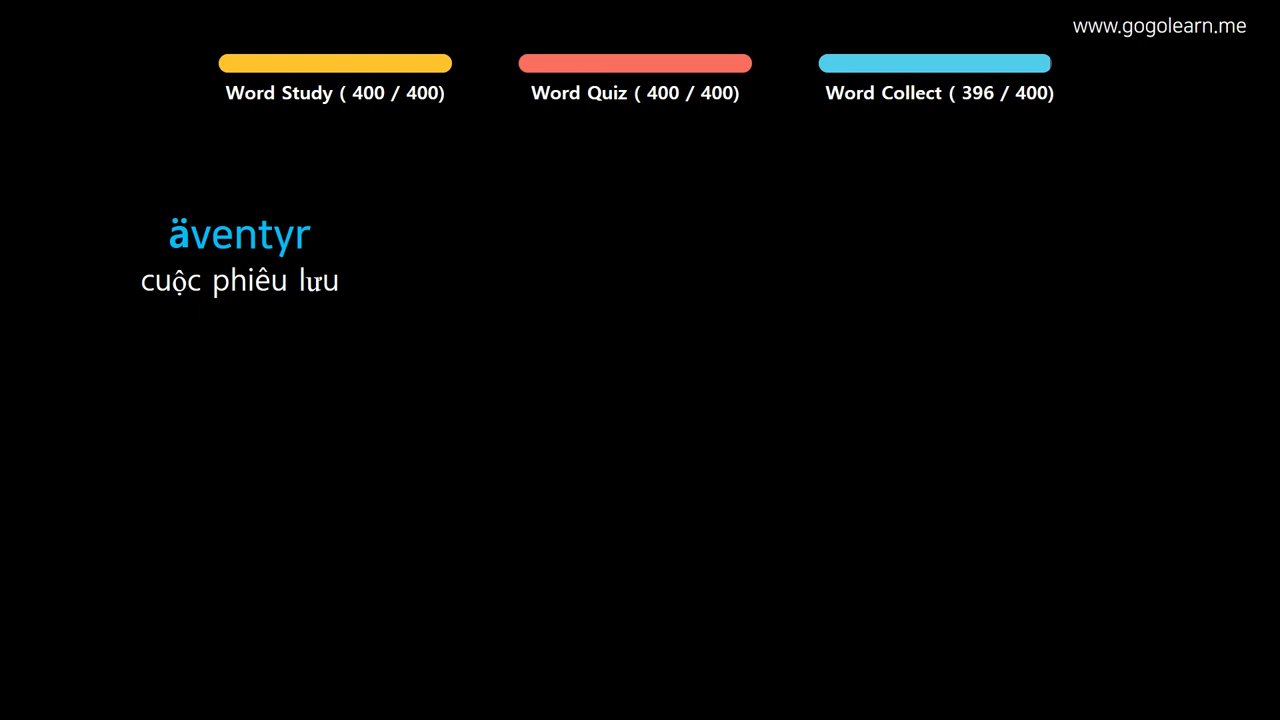 www.gogolearn.me
Word Study ( 400 / 400)
Word Quiz ( 400 / 400)
Word Collect ( 396 / 400)
äventyr
cuộc phiêu lưu